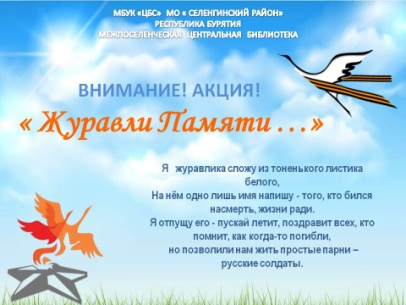 МБУК «ЦБС» МО « СЕЛЕНГИНСКИЙ РАЙОН»
РЕСПУБЛИКА БУРЯТИЯ
МЕЖПОСЕЛЕНЧЕСКАЯ ЦЕНТРАЛЬНАЯ БИБЛИОТЕКА
ВНИМАНИЕ! АКЦИЯ!
« Журавли Памяти …»
Я журавлика сложу из тоненького листика
белого,
На нём одно лишь имя напишу - того, кто бился
насмерть, жизни ради.
Я отпущу его - пускай летит, поздравит всех, кто
помнит, как когда-то погибли,
но позволили нам жить простые парни –
русские солдаты.